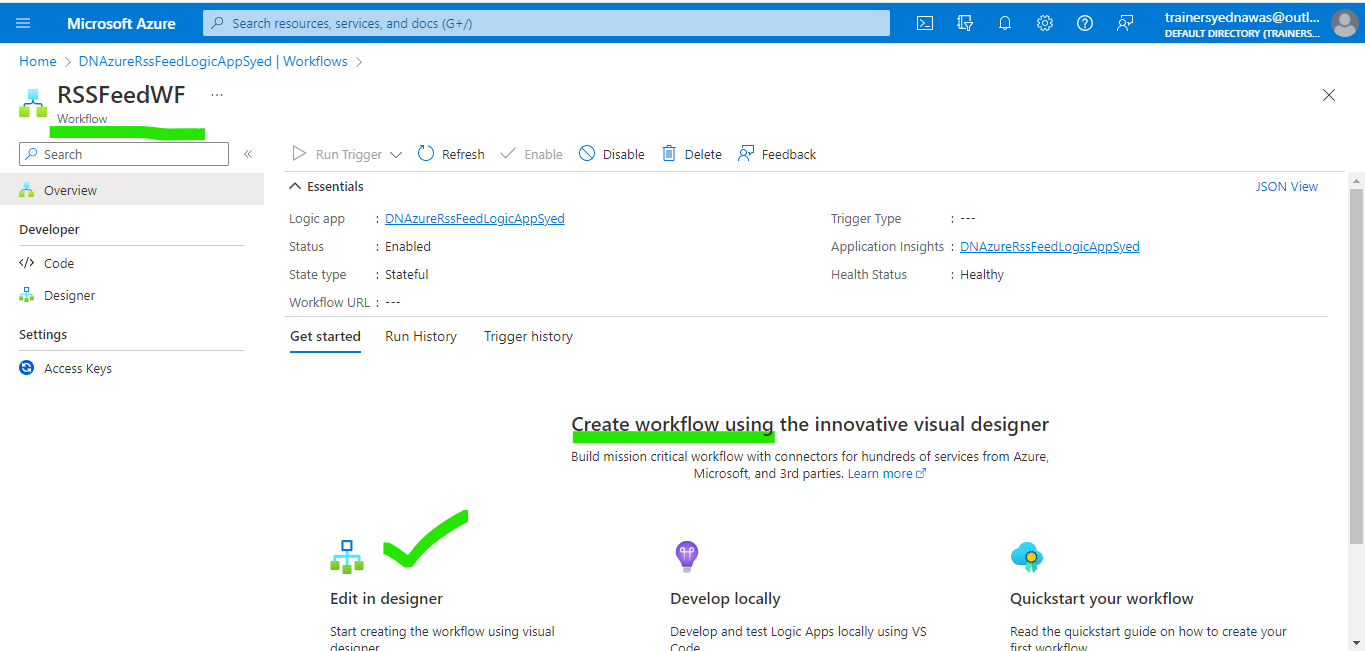 Microsoft Azure
Search resources, services, and docs (G+/)
trainersyednawas@outl...
DEFAULT DIRECTORY (TRAINERS...
Home > DNAzureRssFeedLogicAppSyed | Workflows >
RSSFeedWF ...
Workflow
Search «
Run Trigger Refresh Enable Disable Delete Feedback
Overview
Developer
Code
Designer
Settings
Access Keys
Essentials
JSON View
Logic app : DNAzureRssFeedLogicAppSyed
Status : Enabled
State type : Stateful
Workflow URL : ---
Trigger Type : ---
Application Insights : DNAzureRssFeedLogicAppSyed
Health Status : Healthy
Get started Run History Trigger history
Create workflow using the innovative visual designer
Build mission critical workflow with connectors for hundreds of services from Azure,
Microsoft, and 3rd parties. Learn more
Edit in designer
Start creating the workflow using visual
designer
Develop locally
Develop and test Logic Apps locally using VS
Code
Quickstart your workflow
Read the quickstart guide on how to create your
first workflow